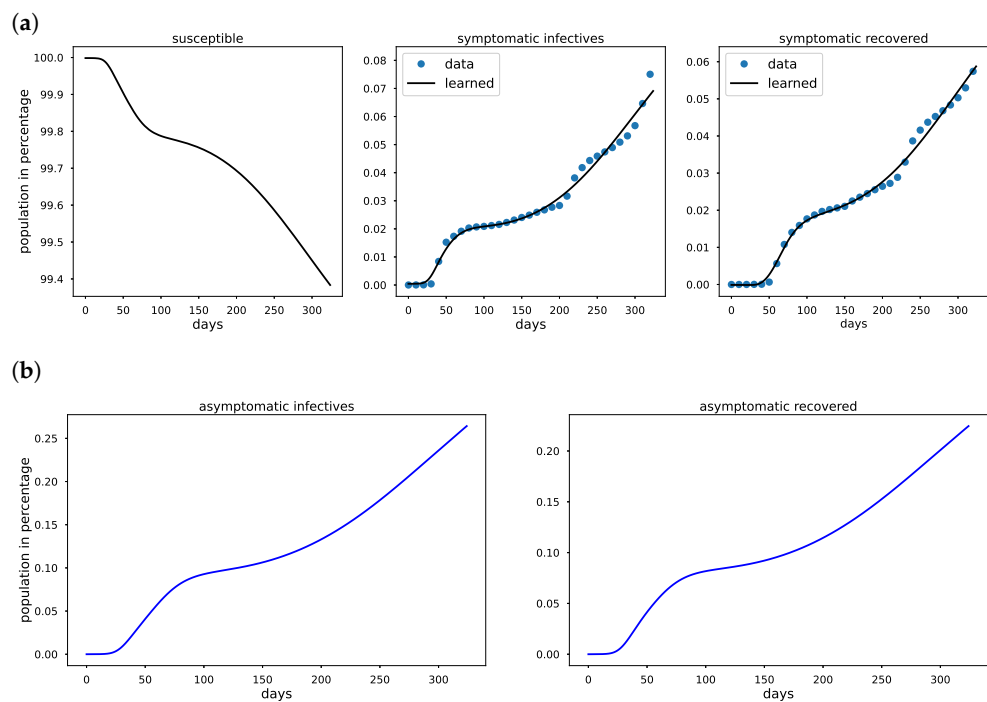 (a)
susceptible
symptomatic infectives
symptomatic recovered
population in percentage
100.0
99.9
99.8
99.7
99.6
99.5
99.4
0 50 100 150 200 250 300
days
data
learned
0.08
0.07
0.06
0.05
0.04
0.03
0.02
0.01
0.00
0 50 100 150 200 250 300
days
data
learned
0.06
0.05
0.04
0.03
0.02
0.01
0.00
0 50 100 150 200 250 300
days
(b)
asymptomatic infectives
asymptomatic recovered
population in percentage
0.25
0.20
0.15
0.10
0.05
0.00
0 50 100 150 200 250 300
days
0.20
0.15
0.10
0.05
0.00
0 50 100 150 200 250 300
days